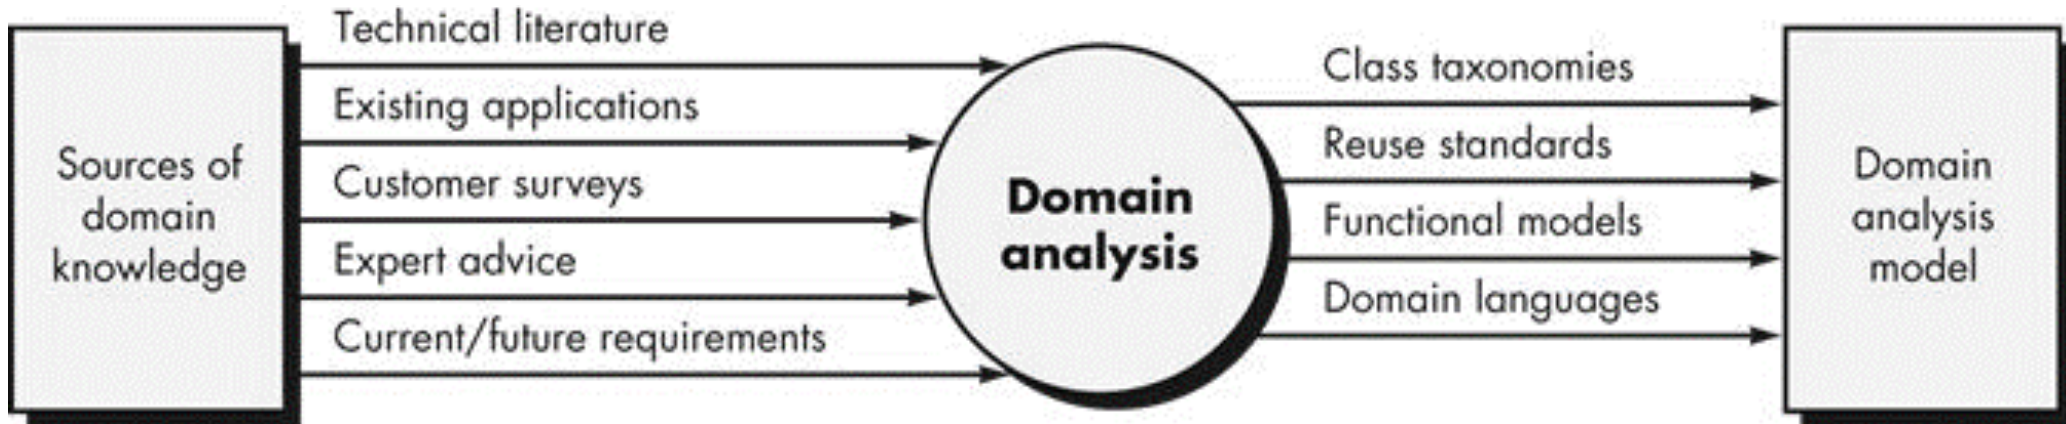 Sources of
domain
knowledge
Technical literature
Existing applications
Customer surveys
Expert advice
Current/future requirements
Domain
analysis
Class taxonomies
Reuse standards
Functional models
Domain languages
Domain
analysis
model